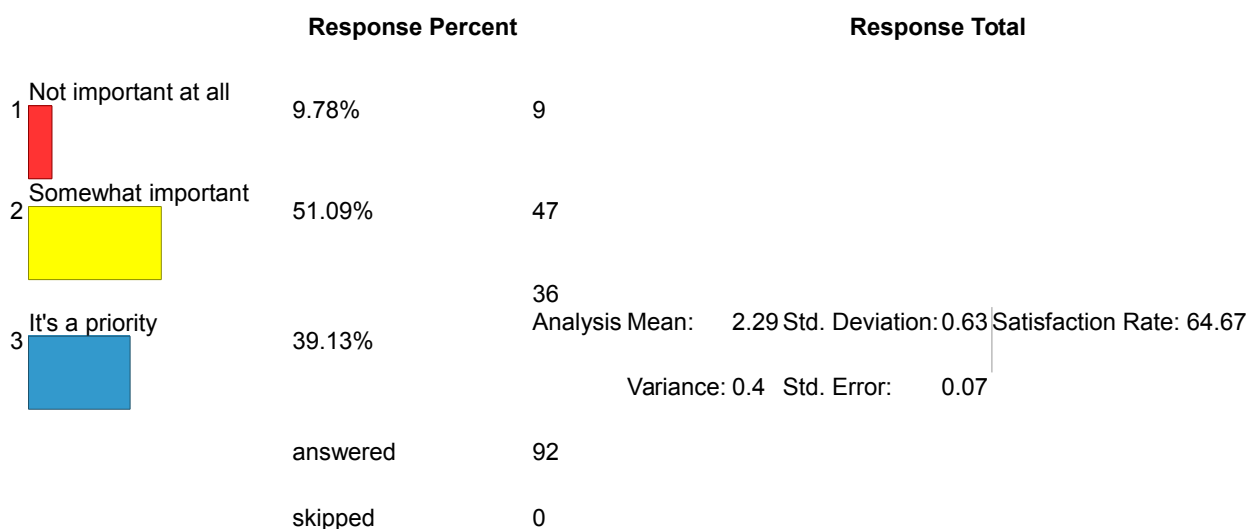 Response Percent Response Total
Not important at all
1 9.78% 9
Somewhat important
2 51.09% 47
36
It's a priority
Analysis Mean: 2.29 Std. Deviation: 0.63 Satisfaction Rate: 64.67
3 39.13%
Variance: 0.4 Std. Error: 0.07
answered 92
skipped 0